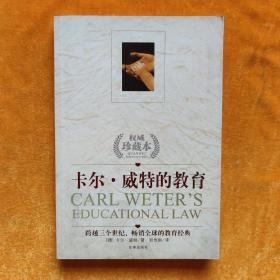 权威
珍藏本
卡尔·威特的教育
CARL WETER'S
EDUCATIONAL LAW
跨越三个世纪、畅销全球的教育经典